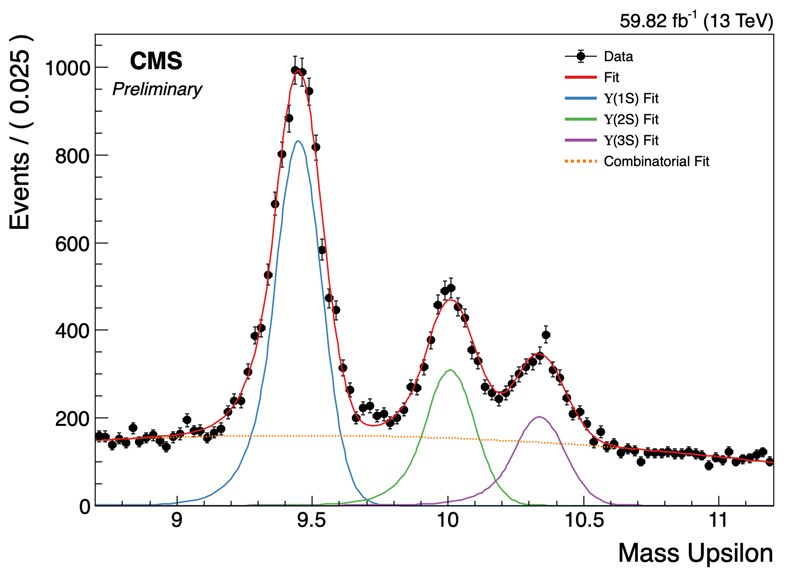 59.82 fb⁻¹ (13 TeV)
CMS
Preliminary
Data
Fit
ϒ(1S) Fit
ϒ(2S) Fit
ϒ(3S) Fit
Combinatorial Fit
Events / ( 0.025 )
1000
800
600
400
200
0
9 9.5 10 10.5 11
Mass Upsilon